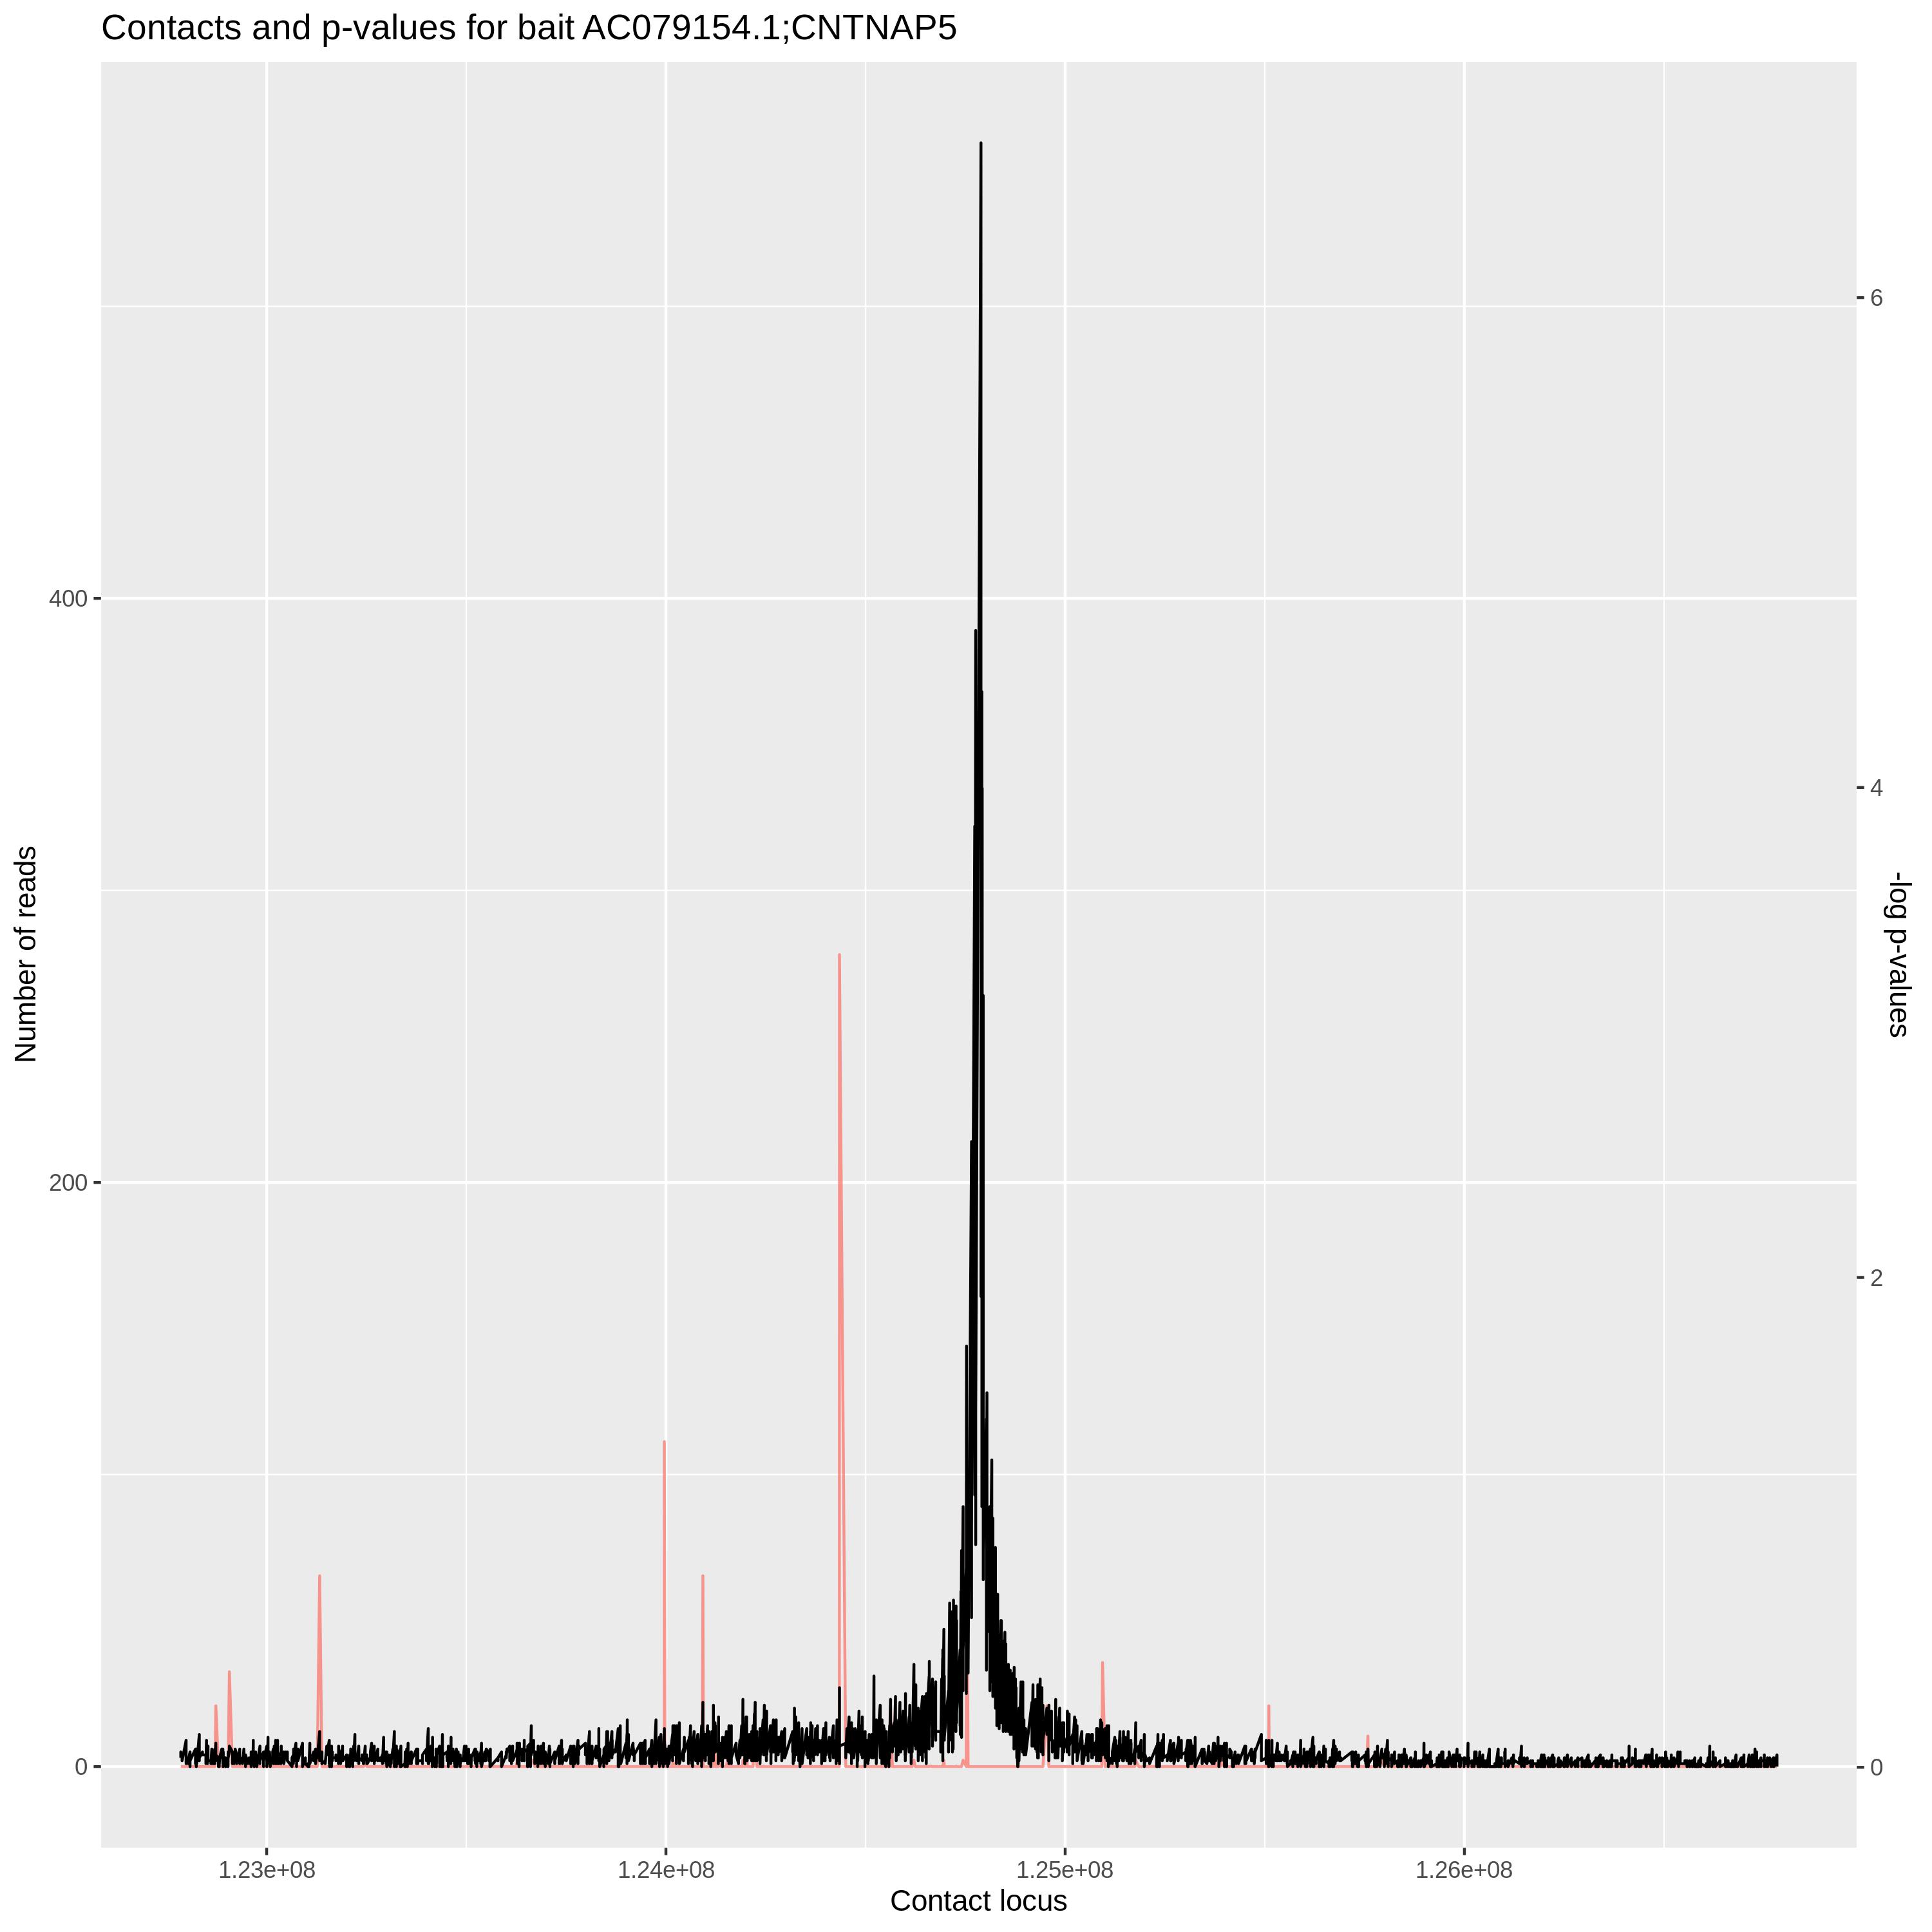 Contacts and p-values for bait AC079154.1;CNTNAP5
Number of reads
400
200
0
6
4
2
0
-log p-values
1.23e+08
1.24e+08
1.25e+08
1.26e+08
Contact locus